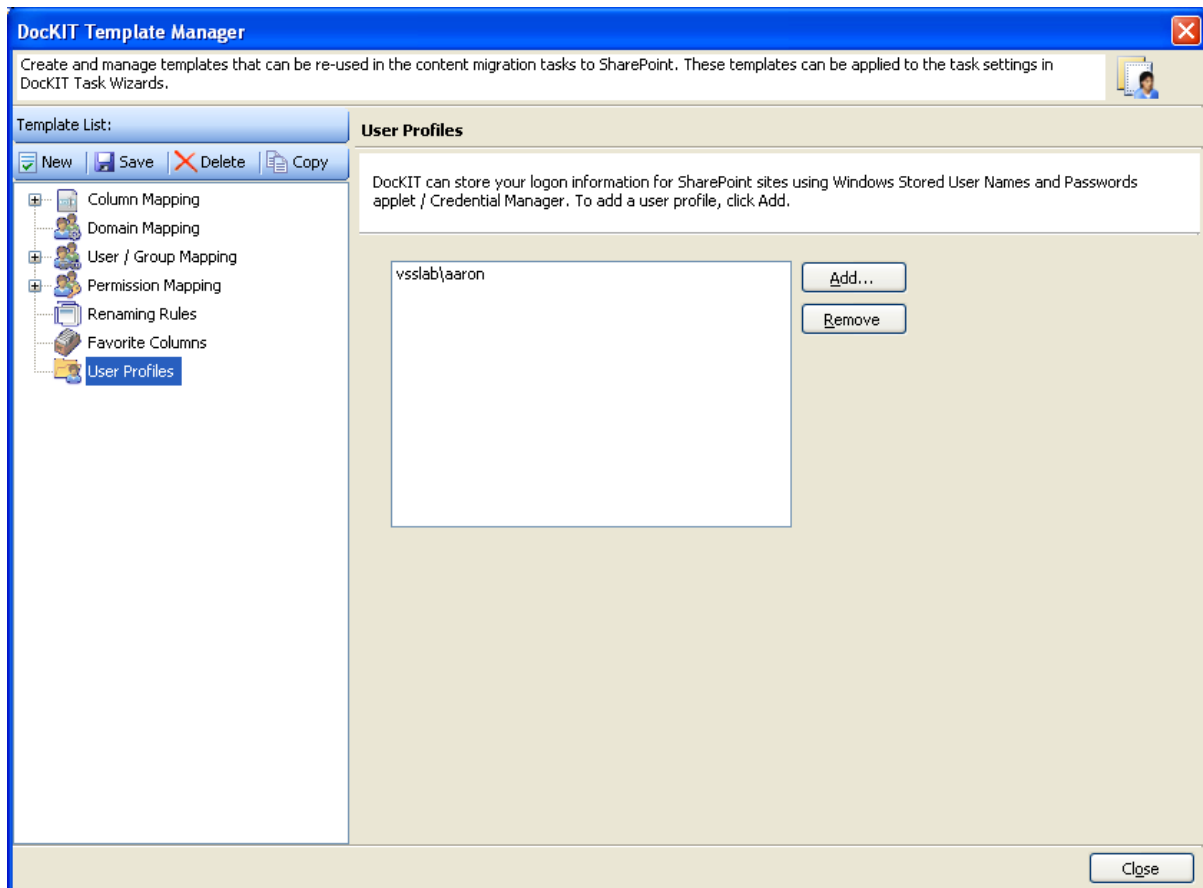 DocKIT Template Manager
Create and manage templates that can be re-used in the content migration tasks to SharePoint. These templates can be applied to the task settings in
DocKIT Task Wizards.
Template List:
New Save Delete Copy
Column Mapping
Domain Mapping
User / Group Mapping
Permission Mapping
Renaming Rules
Favorite Columns
User Profiles
User Profiles
DocKIT can store your logon information for SharePoint sites using Windows Stored User Names and Passwords
applet / Credential Manager. To add a user profile, click Add.
vsslab\aaron
Add...
Remove
Close